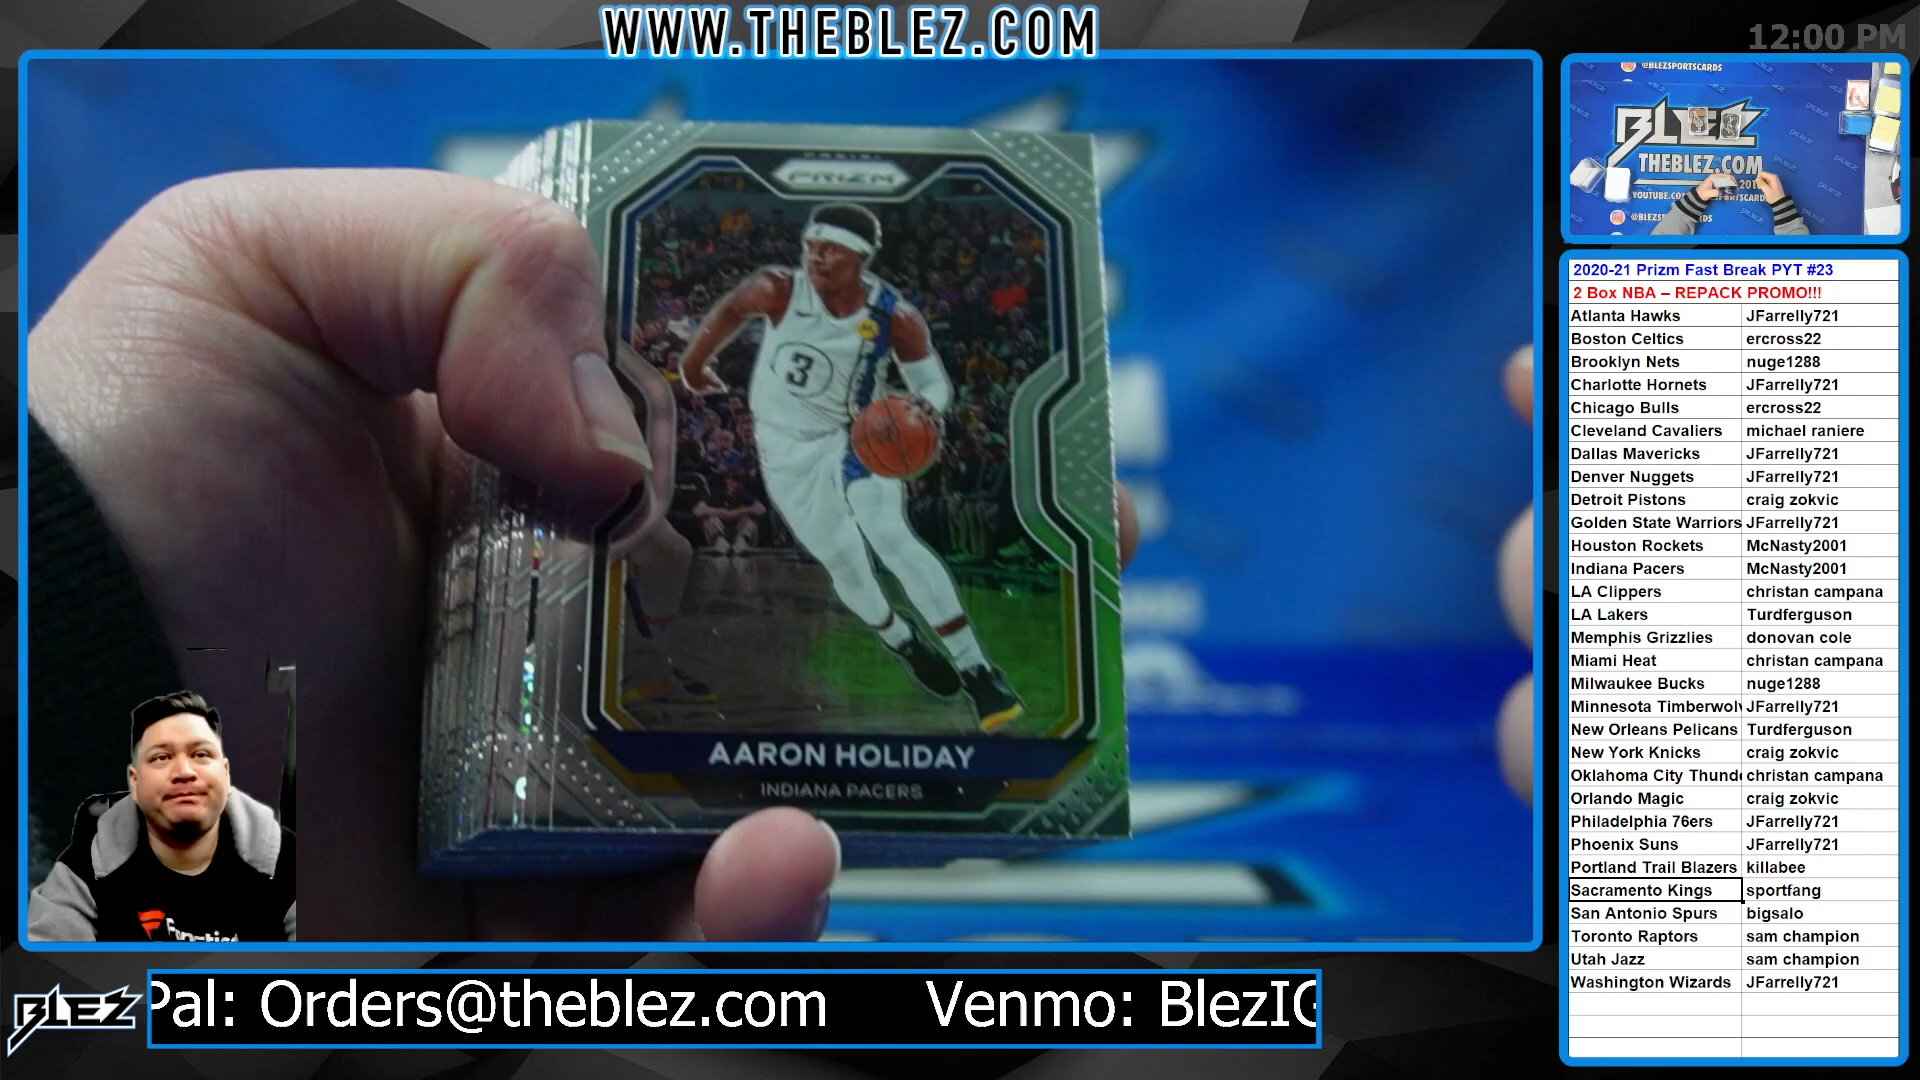 WWW.THEBLEZ.COM
12:00 PM
PRIZM
3
AARON HOLIDAY
INDIANA PACERS
@BLEZSPORTSCARDS
BLEZ
THEBLEZ.COM
YOUTUBE.CO
2020-21 Prizm Fast Break PYT #23
2 Box NBA – REPACK PROMO!!!
Atlanta Hawks JFarrelly721
Boston Celtics ercross22
Brooklyn Nets nuge1288
Charlotte Hornets JFarrelly721
Chicago Bulls ercross22
Cleveland Cavaliers michael raniere
Dallas Mavericks JFarrelly721
Denver Nuggets JFarrelly721
Detroit Pistons craig zokvic
Golden State Warriors JFarrelly721
Houston Rockets McNasty2001
Indiana Pacers McNasty2001
LA Clippers christan campana
LA Lakers Turdferguson
Memphis Grizzlies donovan cole
Miami Heat christan campana
Milwaukee Bucks nuge1288
Minnesota Timberwolv JFarrelly721
New Orleans Pelicans Turdferguson
New York Knicks craig zokvic
Oklahoma City Thunde christan campana
Orlando Magic craig zokvic
Philadelphia 76ers JFarrelly721
Phoenix Suns JFarrelly721
Portland Trail Blazers killabee
Sacramento Kings sportfang
San Antonio Spurs bigsalo
Toronto Raptors sam champion
Utah Jazz sam champion
Washington Wizards JFarrelly721
BLEZ
Pal: Orders@theblez.com Venmo: BlezIG